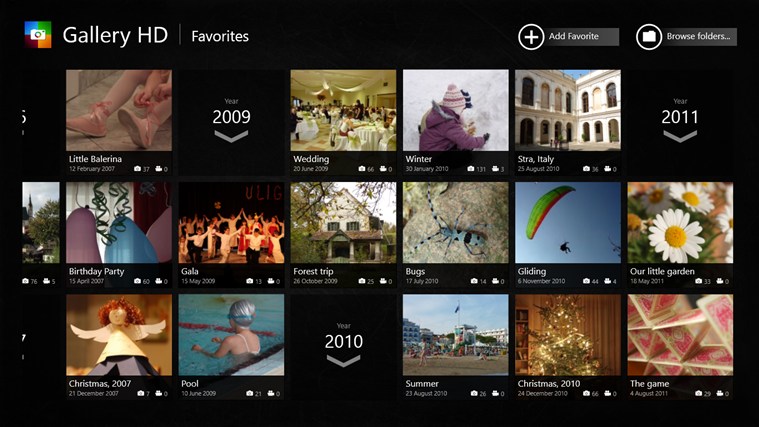 Gallery HD
Favorites
Add Favorite
Browse folders...
Little Balerina
12 February 2007 37 0
Year
2009
Wedding
20 June 2009 66 0
Winter
30 January 2010 131 3
Stra, Italy
25 August 2010 36 0
Year
2011
76 5
Birthday Party
15 April 2007 60 0
Gala
15 May 2009 13 0
Forest trip
26 October 2009 25 0
Bugs
17 July 2010 14 0
Gliding
6 November 2010 44 4
Our little garden
18 May 2011 33 0
Christmas, 2007
21 December 2007 7 0
Pool
10 June 2009 21 0
Year
2010
Summer
23 August 2010 26 0
Christmas, 2010
24 December 2010 66 0
The game
4 August 2011 29 0